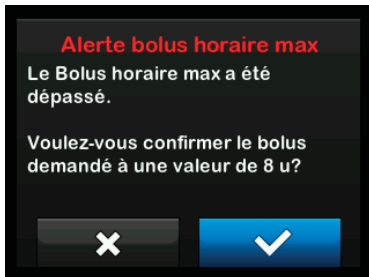 Alerte bolus horaire max
Le Bolus horaire max a été
dépassé.
Voulez-vous confirmer le bolus
demandé à une valeur de 8 u?